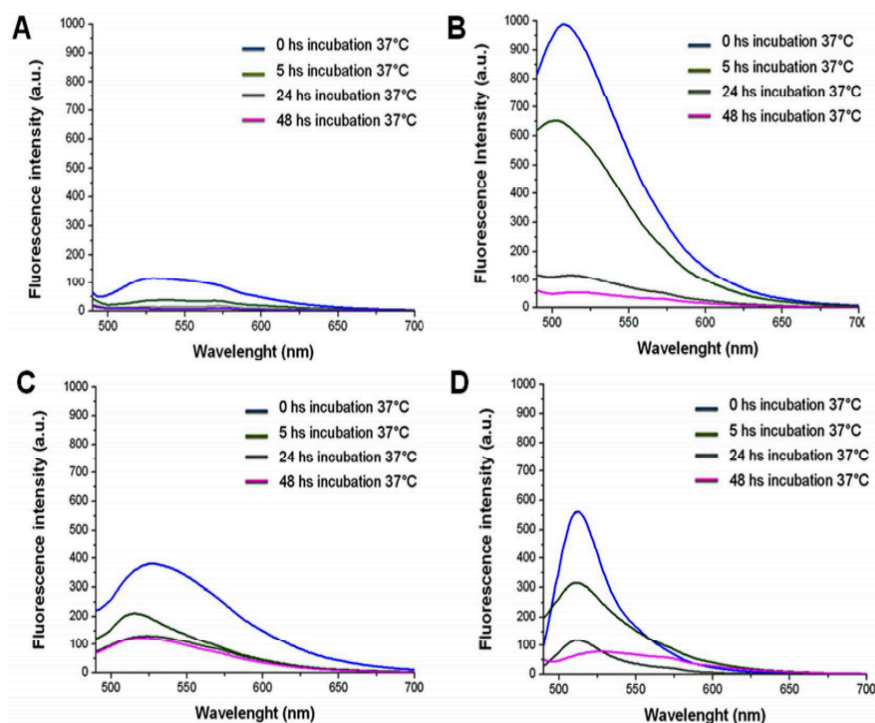 A
Fluorescence intensity (a.u.)
1000
900
800
700
600
500
400
300
200
100
0
0 hs incubation 37°C
5 hs incubation 37°C
24 hs incubation 37°C
48 hs incubation 37°C
500 550 600 650 700
Wavelenght (nm)
B
Fluorescence Intensity (a.u.)
1000
900
800
700
600
500
400
300
200
100
0
0 hs incubation 37°C
5 hs incubation 37°C
24 hs incubation 37°C
48 hs incubation 37°C
500 550 600 650 700
Wavelenght (nm)
C
Fluorescence intensity (a.u.)
1000
900
800
700
600
500
400
300
200
100
0
0 hs incubation 37°C
5 hs incubation 37°C
24 hs incubation 37°C
48 hs incubation 37°C
500 550 600 650 700
Wavelenght (nm)
D
Fluorescence intensity (a.u.)
1000
900
800
700
600
500
400
300
200
100
0
0 hs incubation 37°C
5 hs incubation 37°C
24 hs incubation 37°C
48 hs incubation 37°C
500 550 600 650 700
Wavelenght (nm)